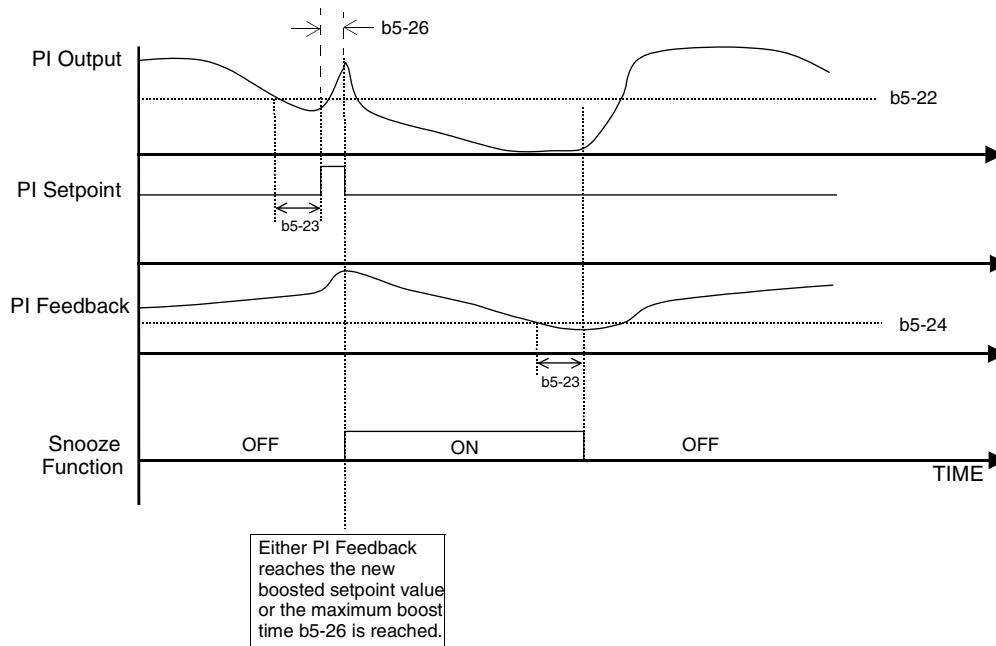 b5-26
PI Output
b5-22
PI Setpoint
b5-23
PI Feedback
b5-24
b5-23
Snooze
Function
OFF
ON
OFF
TIME
Either PI Feedback
reaches the new
boosted setpoint value
or the maximum boost
time b5-26 is reached.